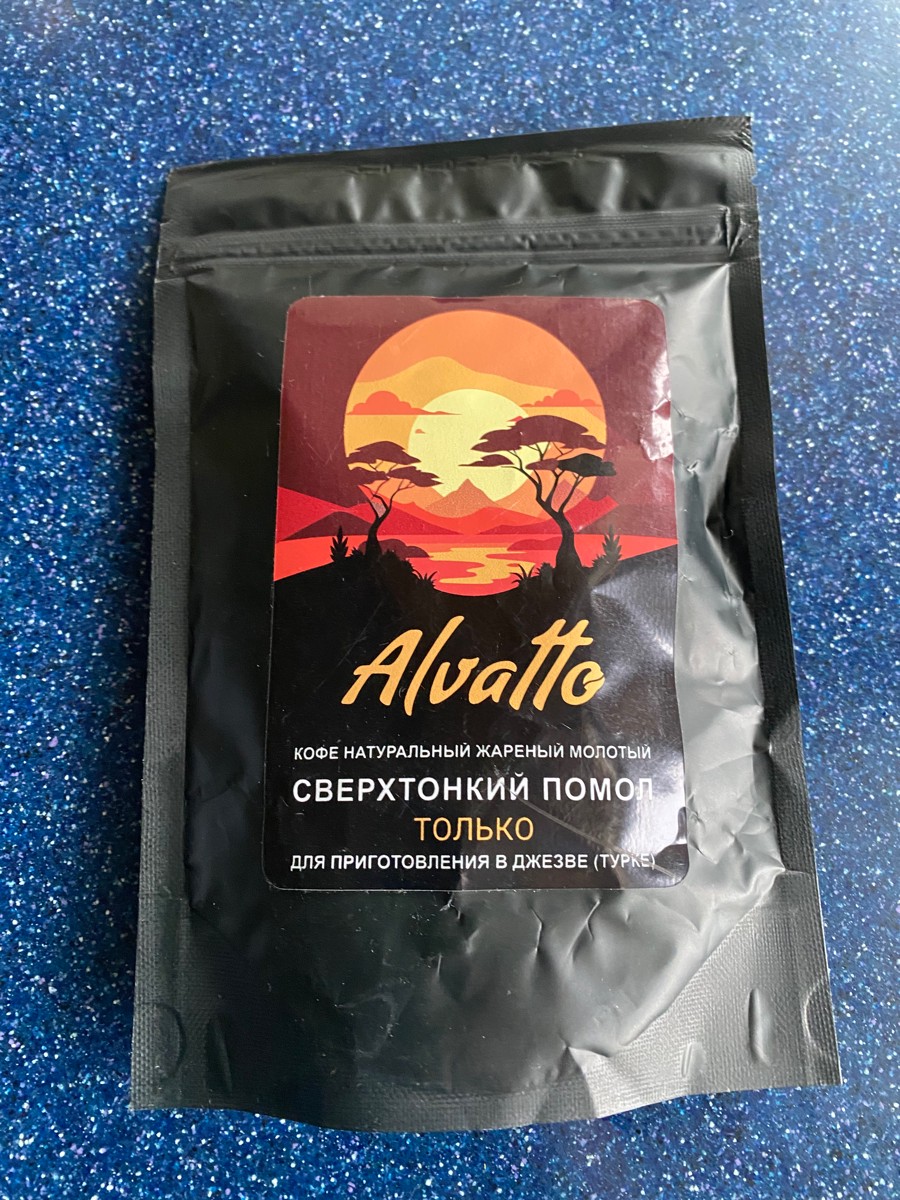 Alvatto
КОФЕ НАТУРАЛЬНЫЙ ЖАРЕНЫЙ МОЛОТЫЙ
СВЕРХТОНКИЙ ПОМОЛ
ТОЛЬКО
ДЛЯ ПРИГОТОВЛЕНИЯ В ДЖЕЗВЕ (ТУРКЕ)